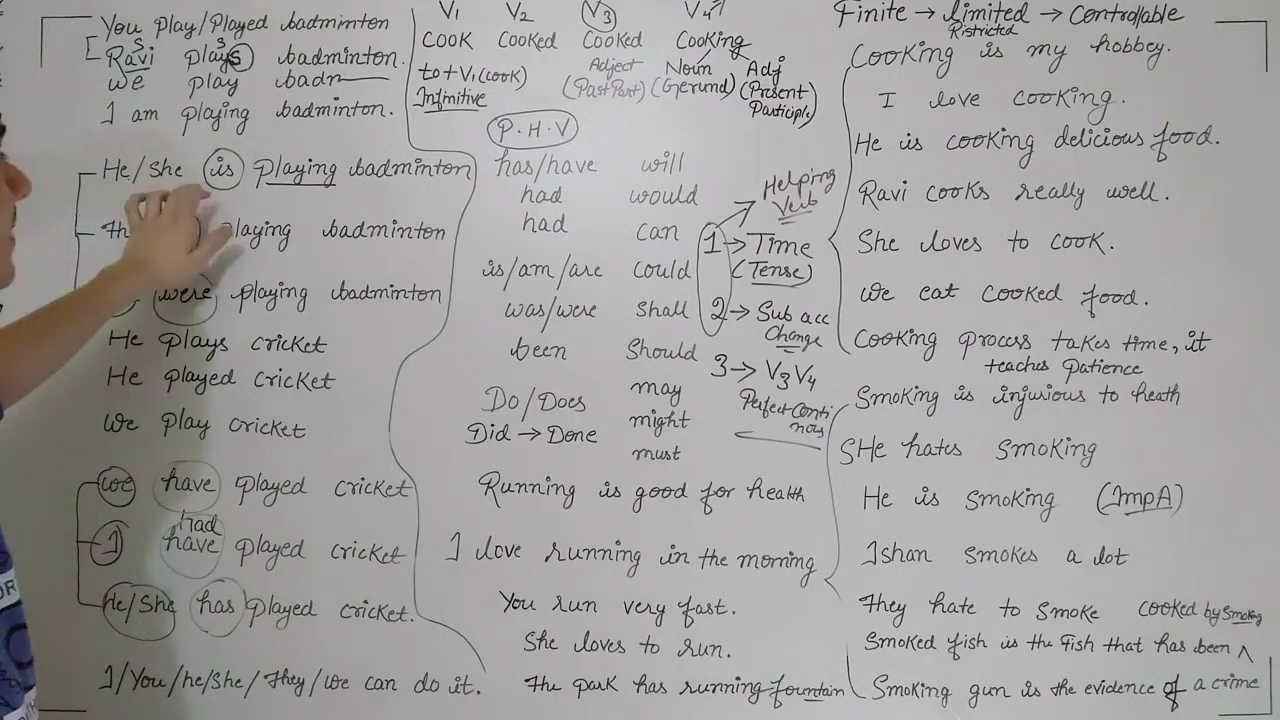 You play/Played badminton
S S
Ravi plays badminton.
we play badn
I am playing badminton.
He/She is playing badminton
Th playing badminton
were playing badminton
He plays cricket
He played cricket
we play cricket
we have played cricket
had
I have played cricket
He/She has played cricket.
I/You/he/She/They/we can do it.
V1 V2 V3 V4
COOK Cooked Cooked Cooking
to+V1(cook) Adject Noun Adj
Infinitive (Past Part) (Gerund) (Present Participle)
P.H.V
has/have will
had would
had can
is/am/are could
was/were Shall
been Should
Do/Does may
Did → Done might
must
Helping Verb
1 → Time
(Tense)
2 → Sub acc
Change
3 → V3 V4
Perfect Conti
nous
Running is good for health
I love running in the morning
You run very fast.
She loves to run.
The park has running fountain
Finite → Limited → Controllable
Ristricted
Cooking is my hobbey.
I love cooking.
He is cooking delicious food.
Ravi cooks really well.
She loves to cook.
We eat cooked food.
Cooking process takes time, it
teaches patience
Smoking is injurious to heath
SHe hates smoking
He is smoking (ImpA)
Ishan smokes a lot
They hate to smoke cooked by smoking
Smoked fish is the fish that has been ^
Smoking gun is the evidence of a crime